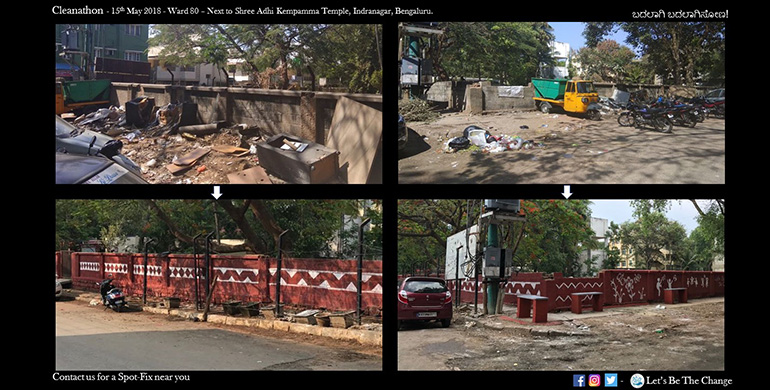 Cleanathon - 15th May 2018 - Ward 80 – Next to Shree Adhi Kempamma Temple, Indranagar, Bengaluru.
ಬದಲಾಗಿ ಬದಲಾಗಿಸೋಣ!
Contact us for a Spot-Fix near you
Let's Be The Change